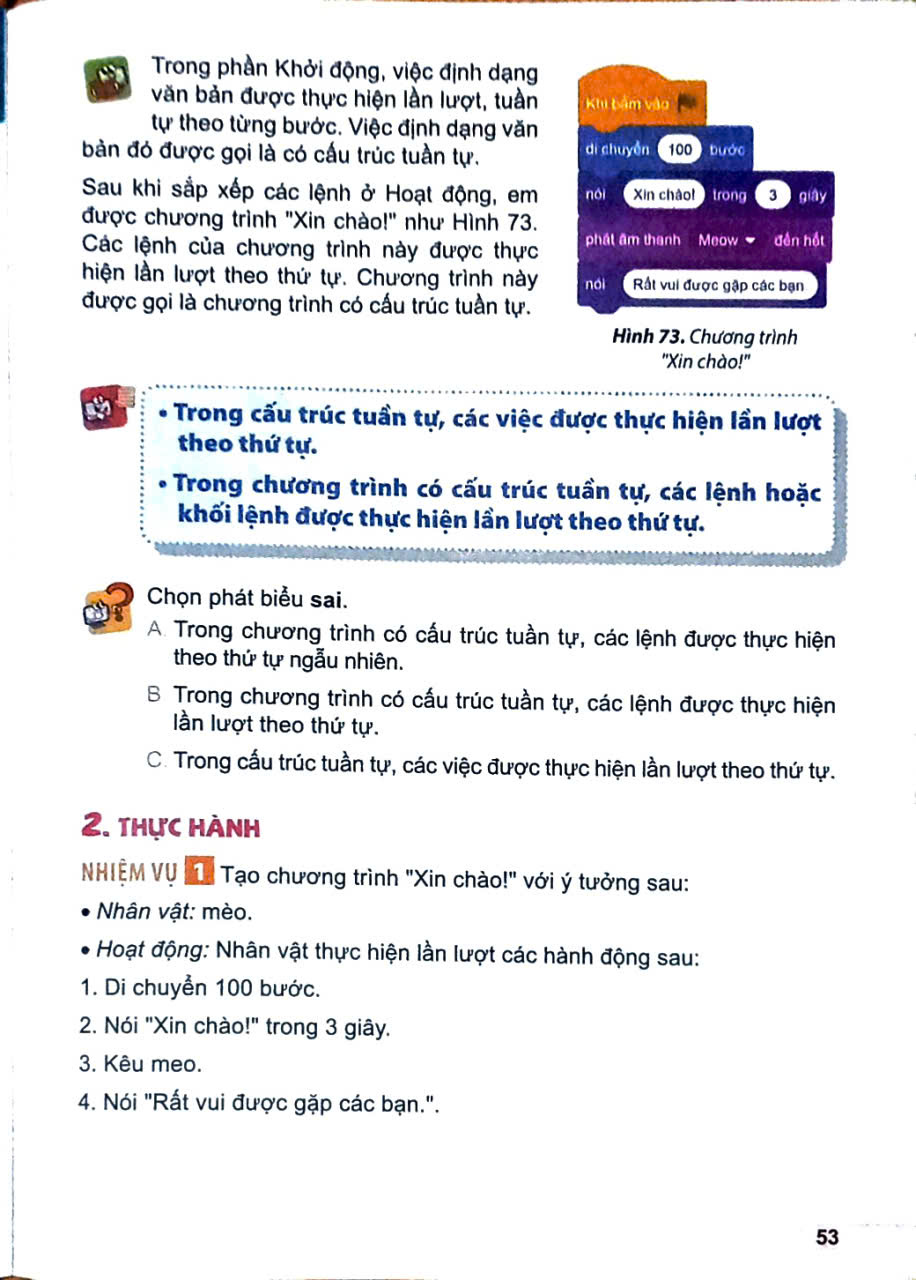 Trong phần Khởi động, việc định dạng
văn bản được thực hiện lần lượt, tuần
tự theo từng bước. Việc định dạng văn
bản đó được gọi là có cấu trúc tuần tự.
Sau khi sắp xếp các lệnh ở Hoạt động, em
được chương trình "Xin chào!" như Hình 73.
Các lệnh của chương trình này được thực
hiện lần lượt theo thứ tự. Chương trình này
được gọi là chương trình có cấu trúc tuần tự.
Khi bấm vào
di chuyển 100 bước
nói Xin chào! trong 3 giây
phát âm thanh Meow đến hết
nói Rất vui được gặp các bạn
Hình 73. Chương trình
"Xin chào!"
• Trong cấu trúc tuần tự, các việc được thực hiện lần lượt
theo thứ tự.
• Trong chương trình có cấu trúc tuần tự, các lệnh hoặc
khối lệnh được thực hiện lần lượt theo thứ tự.
Chọn phát biểu sai.
A. Trong chương trình có cấu trúc tuần tự, các lệnh được thực hiện
theo thứ tự ngẫu nhiên.
B Trong chương trình có cấu trúc tuần tự, các lệnh được thực hiện
lần lượt theo thứ tự.
C. Trong cấu trúc tuần tự, các việc được thực hiện lần lượt theo thứ tự.
2. THỰC HÀNH
NHIỆM VỤ 1. Tạo chương trình "Xin chào!" với ý tưởng sau:
• Nhân vật: mèo.
• Hoạt động: Nhân vật thực hiện lần lượt các hành động sau:
1. Di chuyển 100 bước.
2. Nói "Xin chào!" trong 3 giây.
3. Kêu meo.
4. Nói "Rất vui được gặp các bạn.".
53